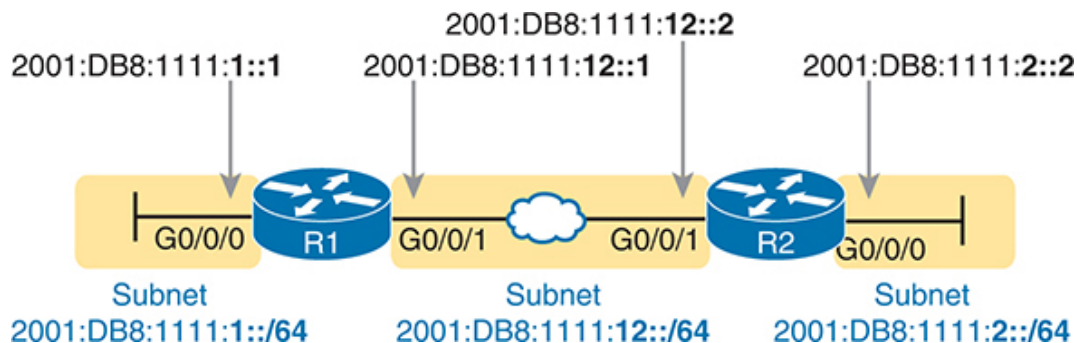 2001:DB8:1111:12::2
2001:DB8:1111:1::1
2001:DB8:1111:12::1
2001:DB8:1111:2::2
G0/0/0
R1
G0/0/1
G0/0/1
R2
G0/0/0
Subnet
2001:DB8:1111:1::/64
Subnet
2001:DB8:1111:12::/64
Subnet
2001:DB8:1111:2::/64